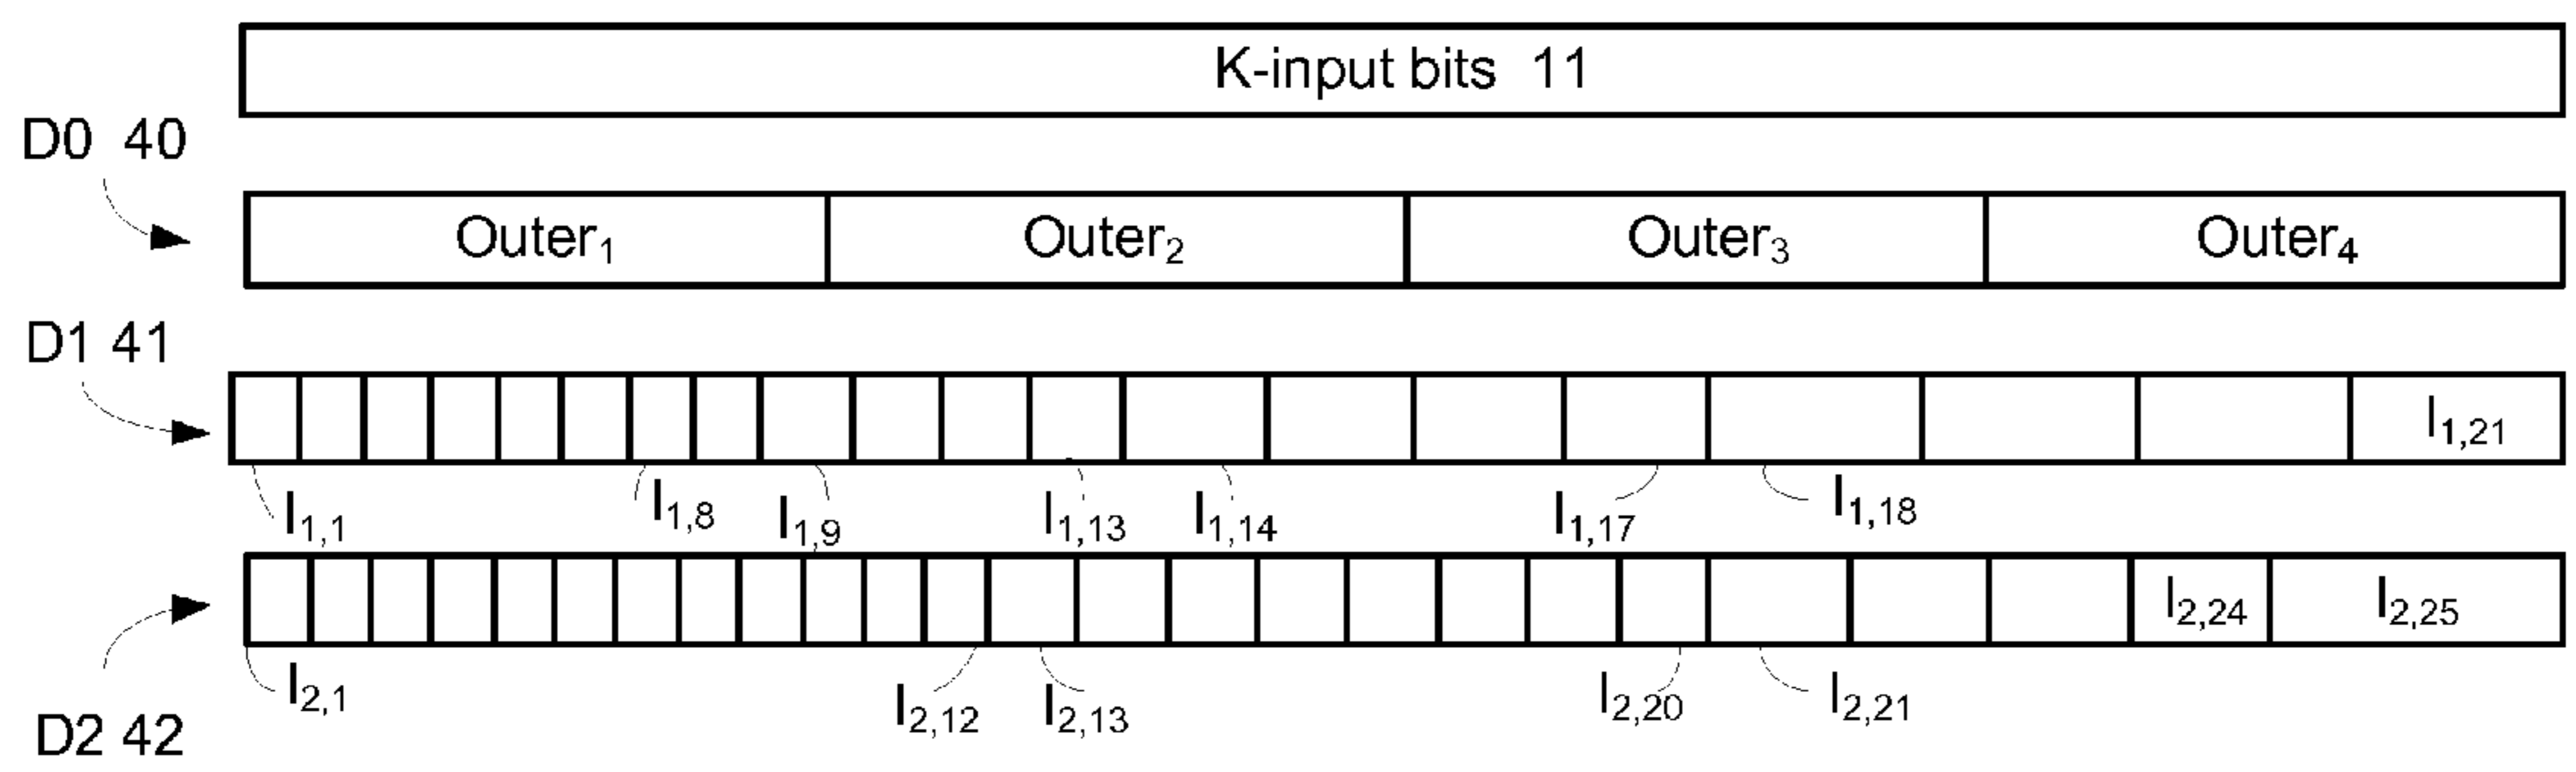 K-input bits 11
D0 40
Outer₁ Outer₂ Outer₃ Outer₄
D1 41
I₁,₂₁
I₁,₁ I₁,₈ I₁,₉ I₁,₁₃ I₁,₁₄ I₁,₁₇ I₁,₁₈
I₂,₂₄ I₂,₂₅
I₂,₁ I₂,₁₂ I₂,₁₃ I₂,₂₀ I₂,₂₁
D2 42